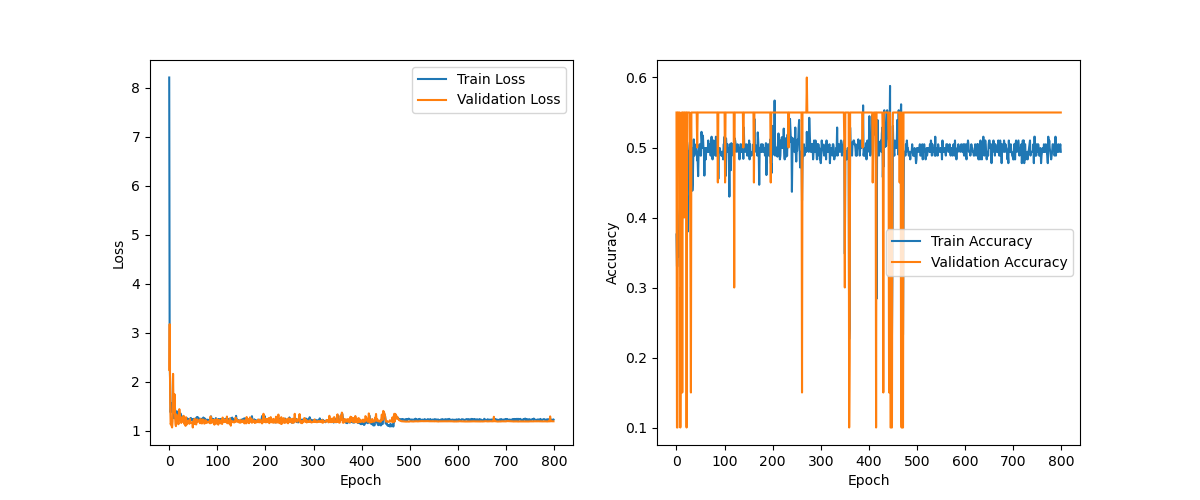 8
7
6
5
4
3
2
1
0 100 200 300 400 500 600 700 800
Loss
Epoch
Train Loss
Validation Loss
0.6
0.5
0.4
0.3
0.2
0.1
0 100 200 300 400 500 600 700 800
Accuracy
Epoch
Train Accuracy
Validation Accuracy